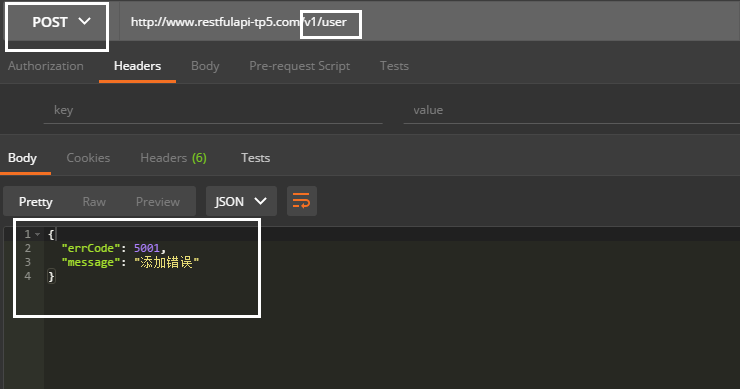 POST http://www.restfulapi-tp5.com/v1/user
Authorization Headers Body Pre-request Script Tests
key value
Body Cookies Headers (6) Tests
Pretty Raw Preview JSON
1 {
2 "errCode": 5001,
3 "message": "添加错误"
4 }